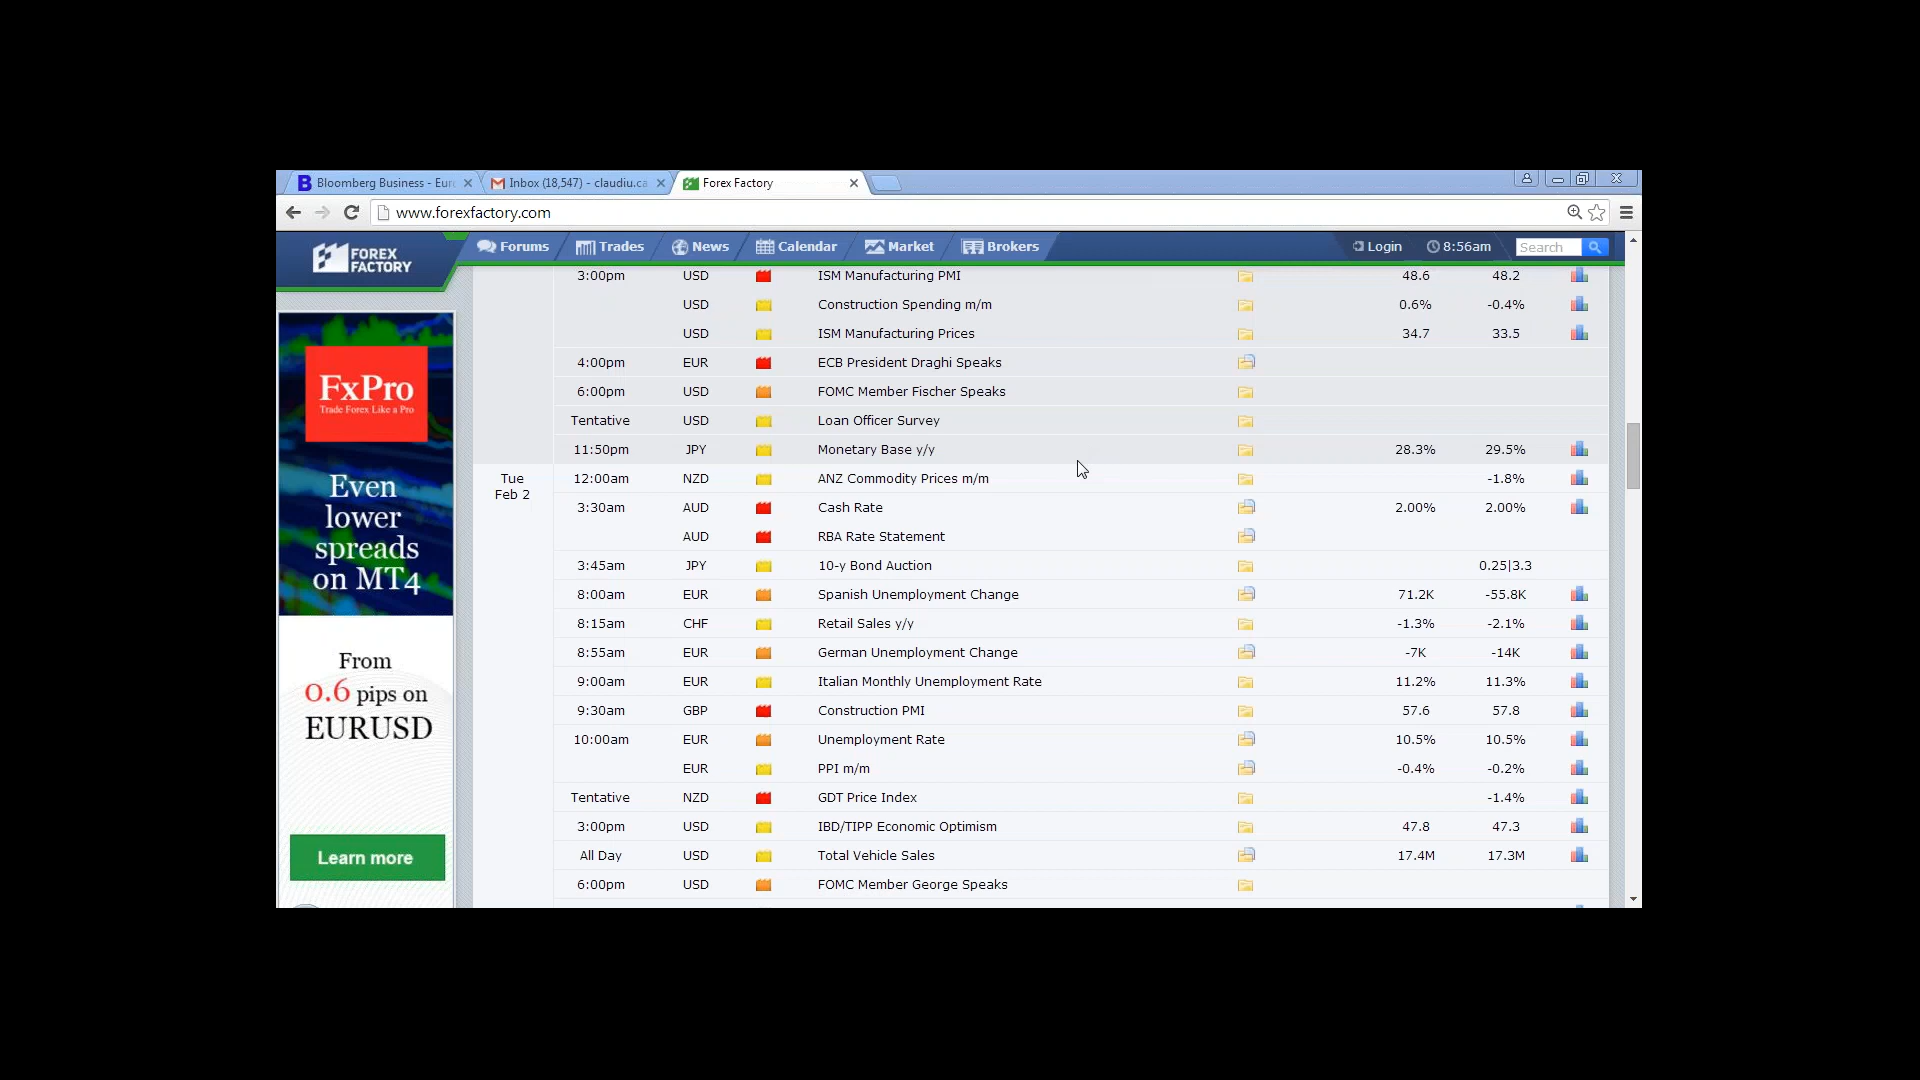 Bloomberg Business - Eur
Inbox (18,547) - claudiu.ca
Forex Factory
www.forexfactory.com
FOREX
FACTORY
Forums
Trades
News
Calendar
Market
Brokers
Login
8:56am
Search
3:00pm USD ISM Manufacturing PMI 48.6 48.2
USD Construction Spending m/m 0.6% -0.4%
USD ISM Manufacturing Prices 34.7 33.5
4:00pm EUR ECB President Draghi Speaks
6:00pm USD FOMC Member Fischer Speaks
Tentative USD Loan Officer Survey
11:50pm JPY Monetary Base y/y 28.3% 29.5%
Tue
Feb 2
12:00am NZD ANZ Commodity Prices m/m -1.8%
3:30am AUD Cash Rate 2.00% 2.00%
AUD RBA Rate Statement
3:45am JPY 10-y Bond Auction 0.25|3.3
8:00am EUR Spanish Unemployment Change 71.2K -55.8K
8:15am CHF Retail Sales y/y -1.3% -2.1%
8:55am EUR German Unemployment Change -7K -14K
9:00am EUR Italian Monthly Unemployment Rate 11.2% 11.3%
9:30am GBP Construction PMI 57.6 57.8
10:00am EUR Unemployment Rate 10.5% 10.5%
EUR PPI m/m -0.4% -0.2%
Tentative NZD GDT Price Index -1.4%
3:00pm USD IBD/TIPP Economic Optimism 47.8 47.3
All Day USD Total Vehicle Sales 17.4M 17.3M
6:00pm USD FOMC Member George Speaks
FxPro
Trade Forex Like a Pro
Even
lower
spreads
on MT4
From
0.6 pips on
EURUSD
Learn more